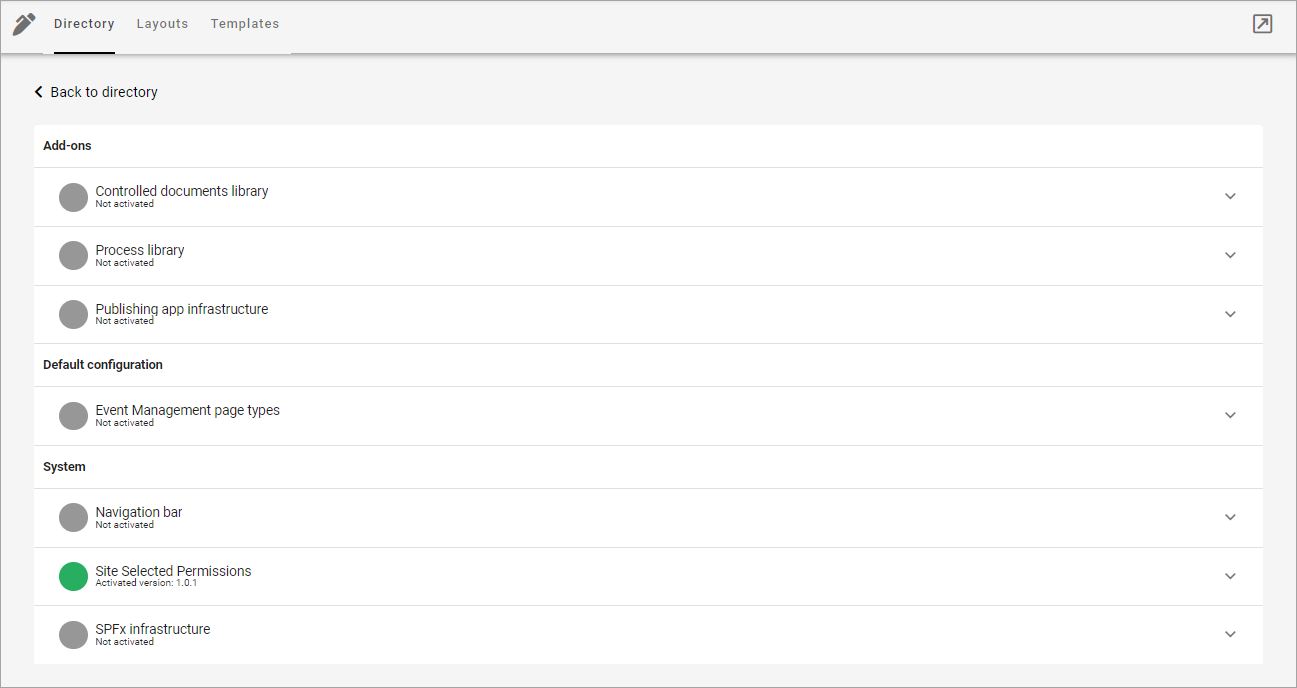 Directory Layouts Templates
Back to directory
Add-ons
Controlled documents library
Not activated
Process library
Not activated
Publishing app infrastructure
Not activated
Default configuration
Event Management page types
Not activated
System
Navigation bar
Not activated
Site Selected Permissions
Activated version: 1.0.1
SPFx infrastructure
Not activated